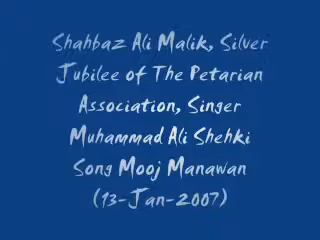 Shahbaz Ali Malik, Silver
Jubilee of The Petarian
Association, Singer
Muhammad Ali Shehki
Song Mooj Manawan
(13-Jan-2007)